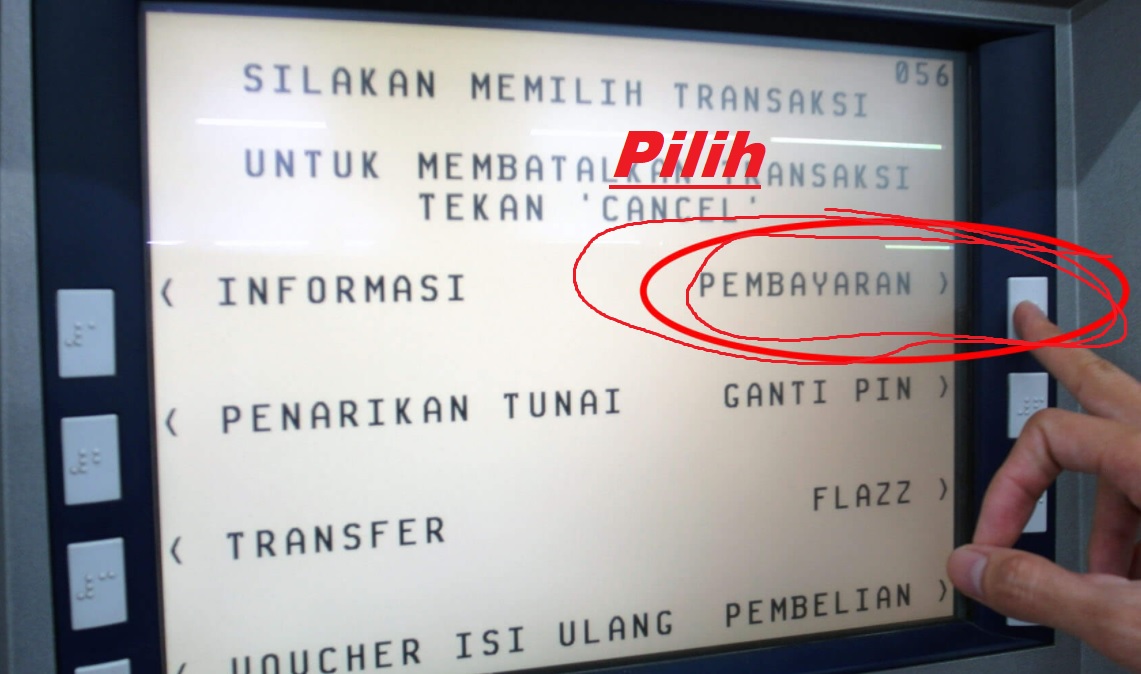 056
SILAKAN MEMILIH TRANSAKSI
Pilih
UNTUK MEMBATALKAN TRANSAKSI
TEKAN 'CANCEL'
< INFORMASI PEMBAYARAN >
< PENARIKAN TUNAI GANTI PIN >
FLAZZ >
< TRANSFER
PEMBELIAN >
< VOUCHER ISI ULANG